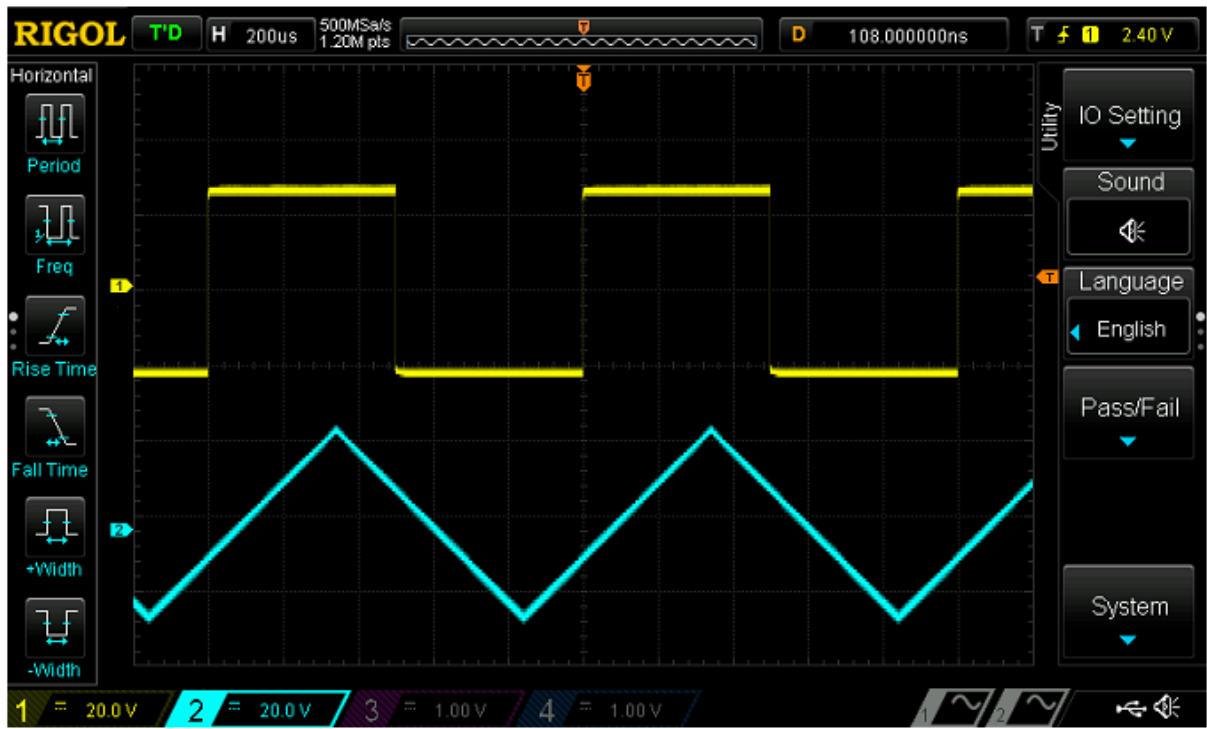 RIGOL T'D H 200us 500MSa/s 1.20M pts T D 108.000000ns T 1 2.40 V
Horizontal
Period
Freq
Rise Time
Fall Time
+Width
-Width
T
1
T
2
Utility
IO Setting
Sound
Language
English
Pass/Fail
System
1 20.0 V 2 20.0 V 3 1.00 V 4 1.00 V 1 2